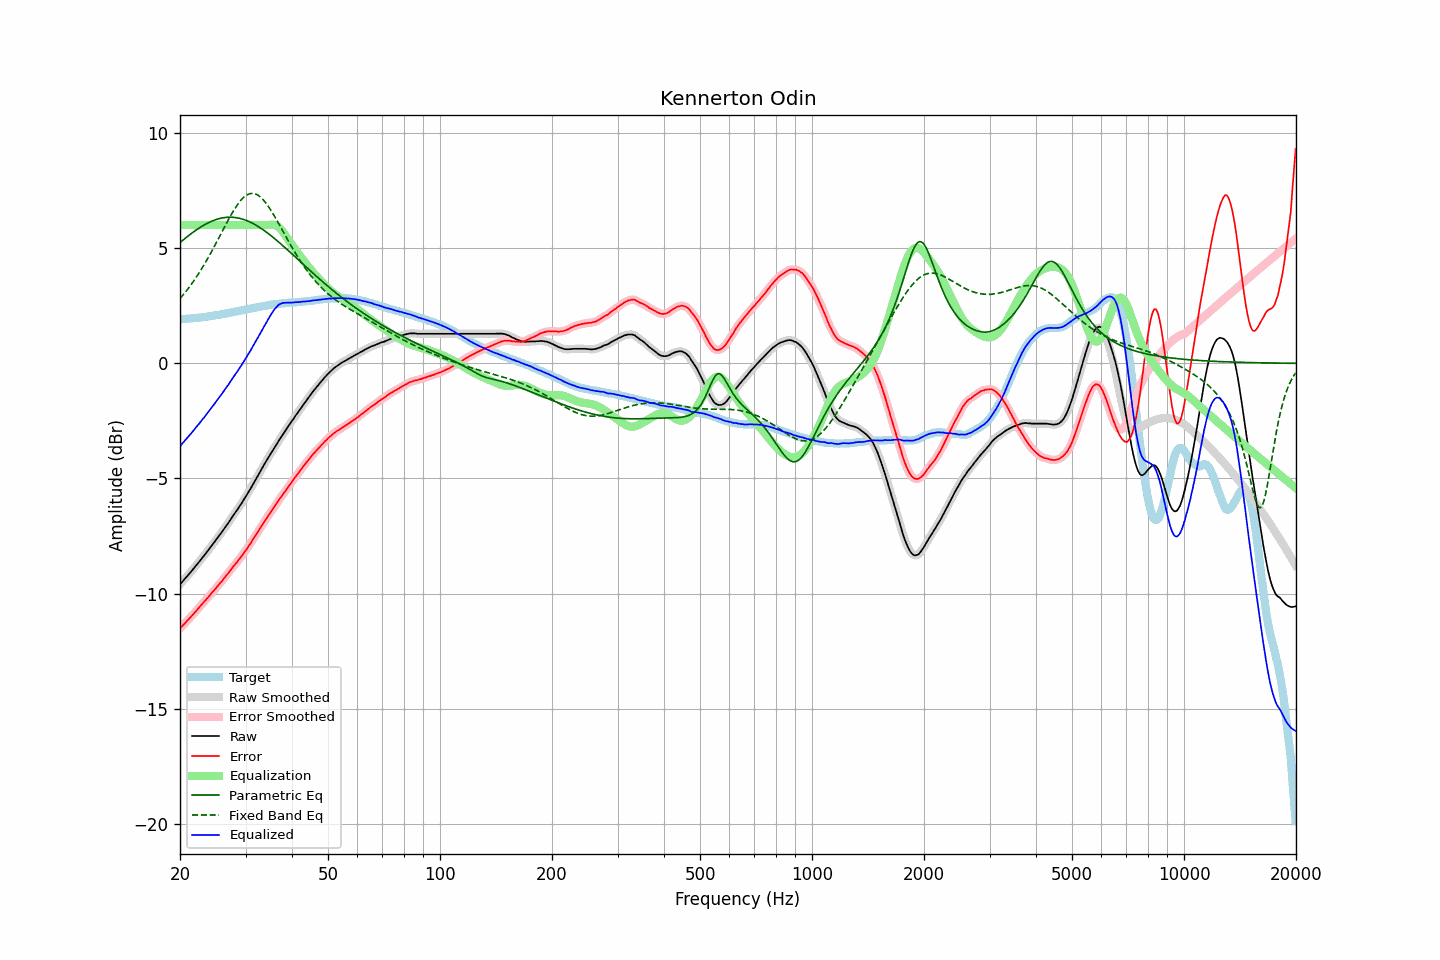 Kennerton Odin
Amplitude (dBr)
10
5
0
−5
−10
−15
−20
Target
Raw Smoothed
Error Smoothed
Raw
Error
Equalization
Parametric Eq
Fixed Band Eq
Equalized
20
50
100
200
500
1000
2000
5000
10000
20000
Frequency (Hz)